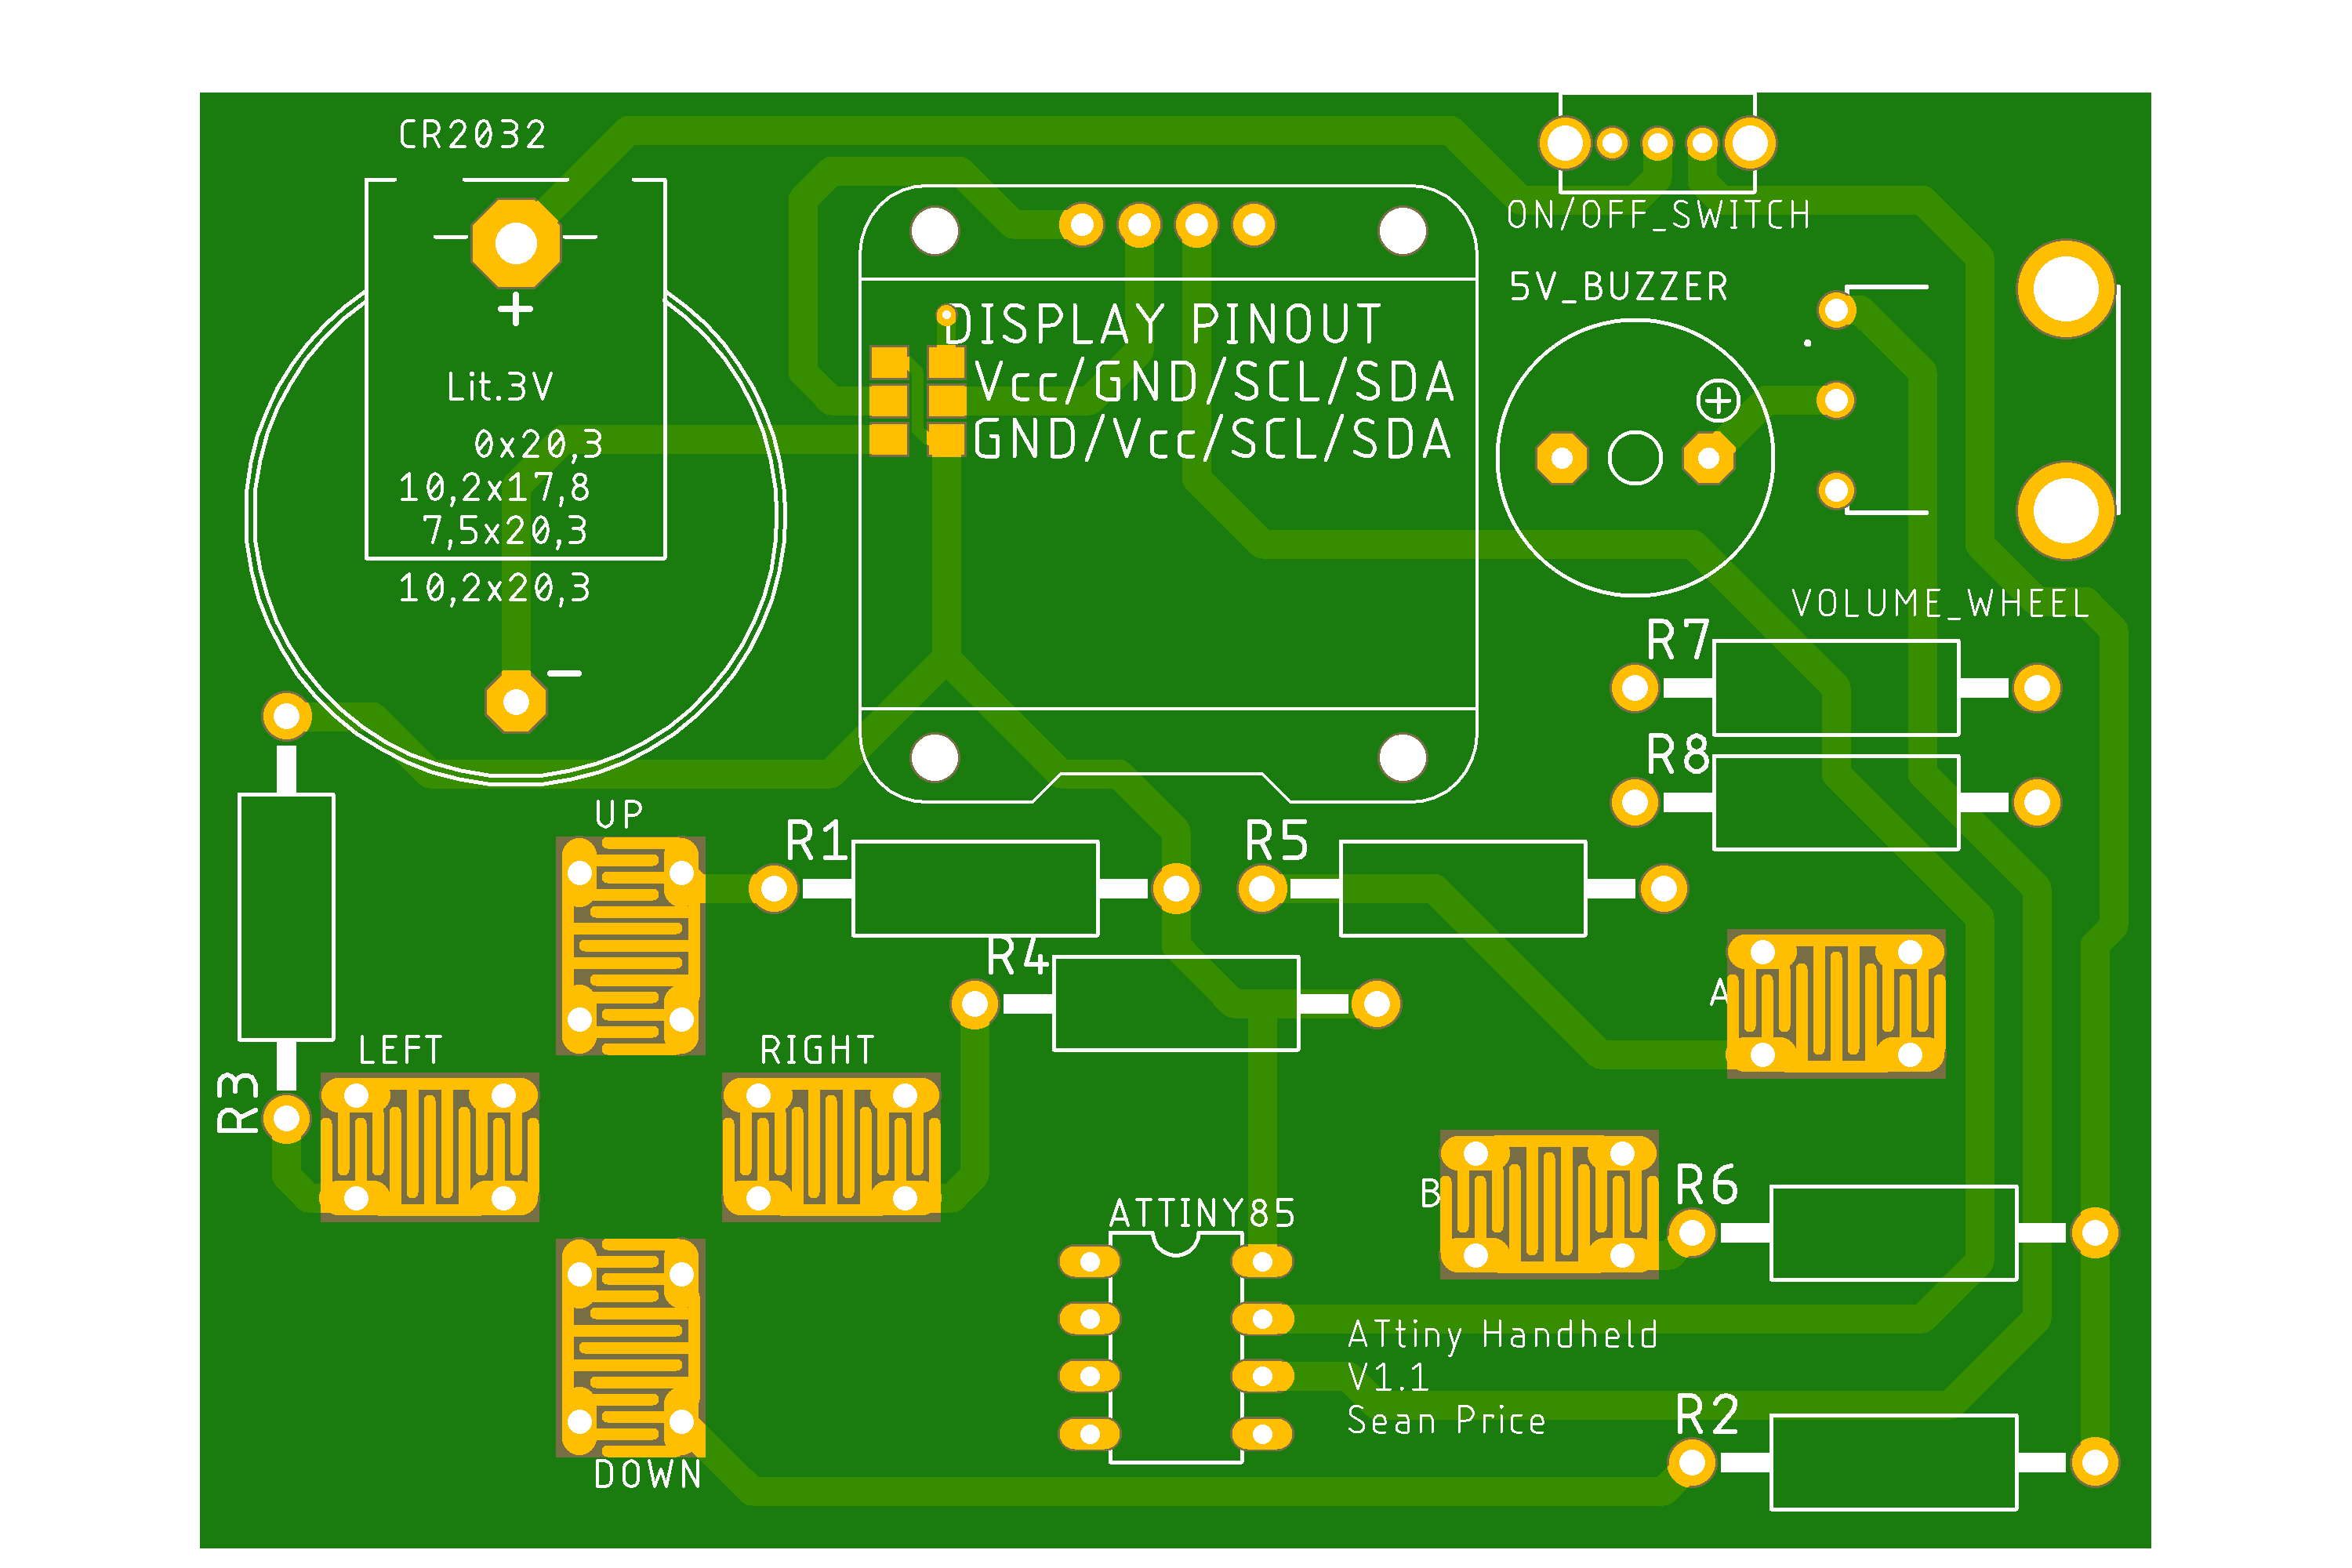 CR2032
ON/OFF_SWITCH
5V_BUZZER
+
DISPLAY PINOUT
Vcc/GND/SCL/SDA
GND/Vcc/SCL/SDA
Lit.3V
0x20,3
10,2x17,8
7,5x20,3
10,2x20,3
-
+
VOLUME_WHEEL
R7
R8
UP
R1
R5
R4
A
LEFT
RIGHT
R3
B
R6
ATTINY85
ATtiny Handheld
V1.1
Sean Price
R2
DOWN